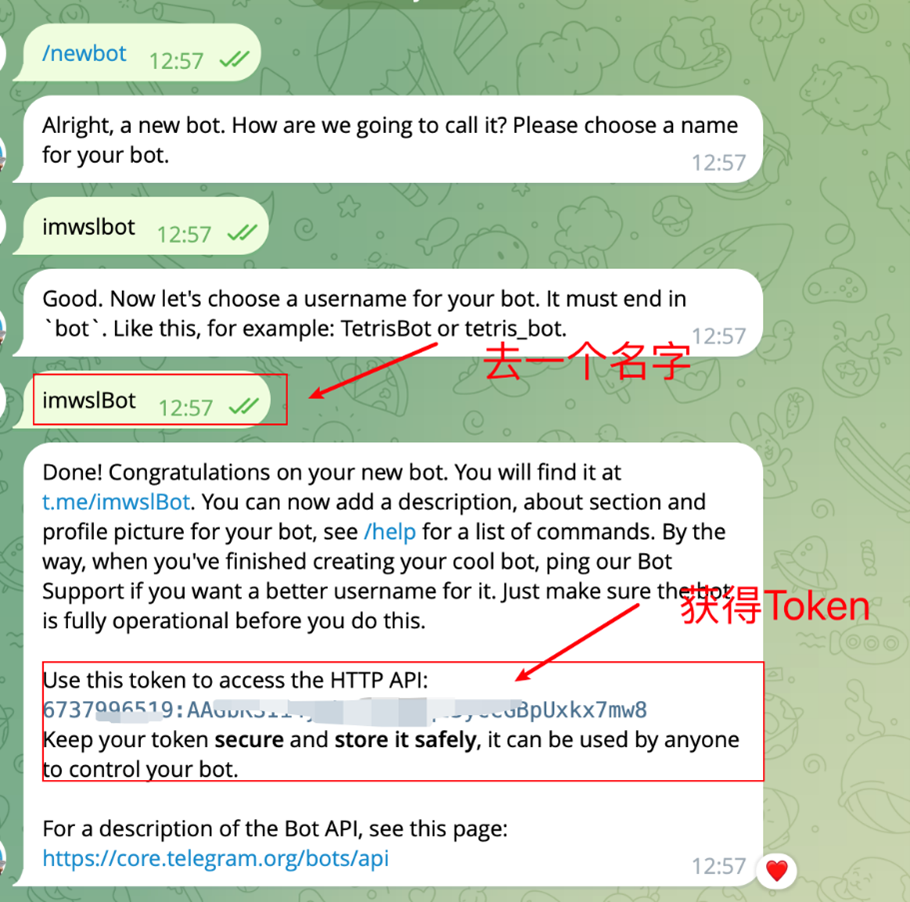 /newbot 12:57
Alright, a new bot. How are we going to call it? Please choose a name
for your bot.
12:57
imwslbot 12:57
Good. Now let's choose a username for your bot. It must end in
`bot`. Like this, for example: TetrisBot or tetris_bot.
12:57
去一个名字
imwslBot 12:57
Done! Congratulations on your new bot. You will find it at
t.me/imwslBot. You can now add a description, about section and
profile picture for your bot, see /help for a list of commands. By the
way, when you've finished creating your cool bot, ping our Bot
Support if you want a better username for it. Just make sure the bot
is fully operational before you do this.
获得Token
Use this token to access the HTTP API:
Keep your token secure and store it safely, it can be used by anyone
to control your bot.
For a description of the Bot API, see this page:
https://core.telegram.org/bots/api
12:57